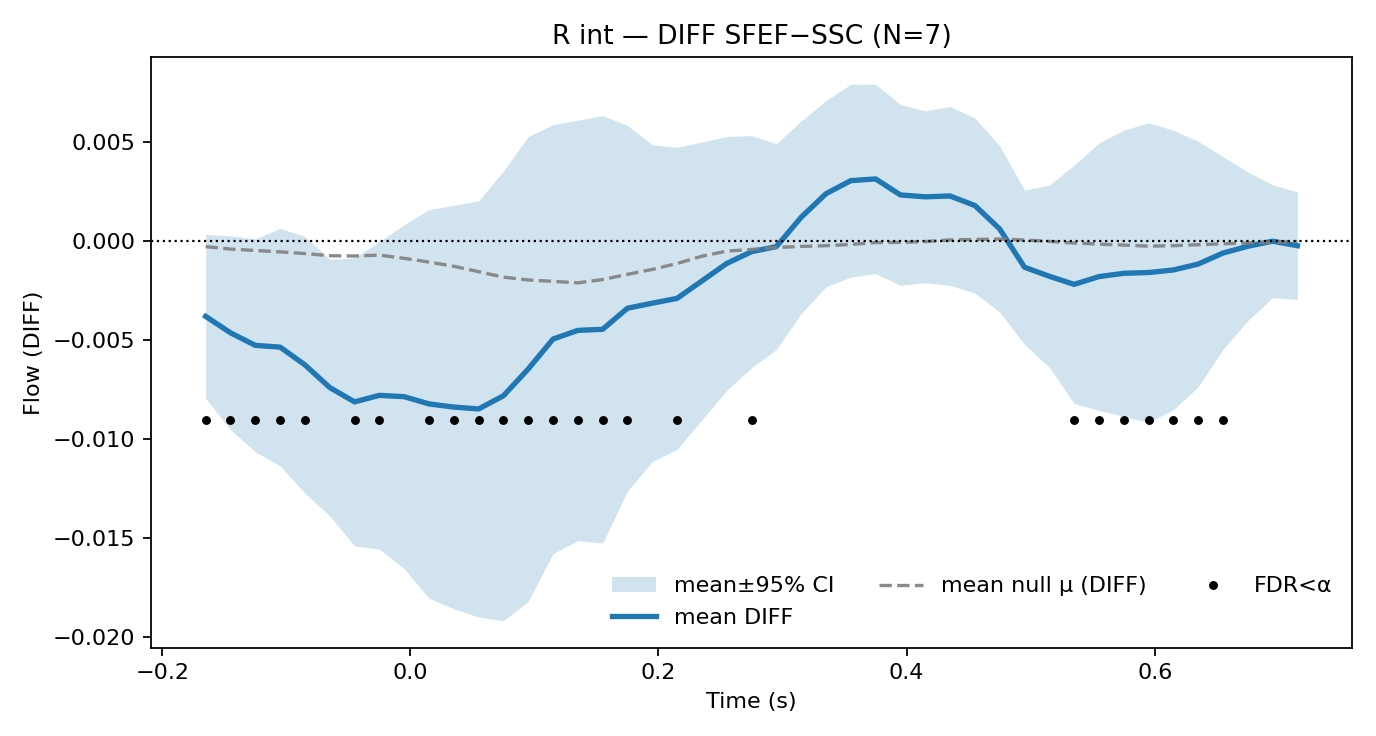 R int — DIFF SFEF−SSC (N=7)
Flow (DIFF)
0.005
0.000
−0.005
−0.010
−0.015
−0.020
mean±95% CI
mean DIFF
mean null μ (DIFF)
FDR<α
−0.2
0.0
0.2
0.4
0.6
Time (s)